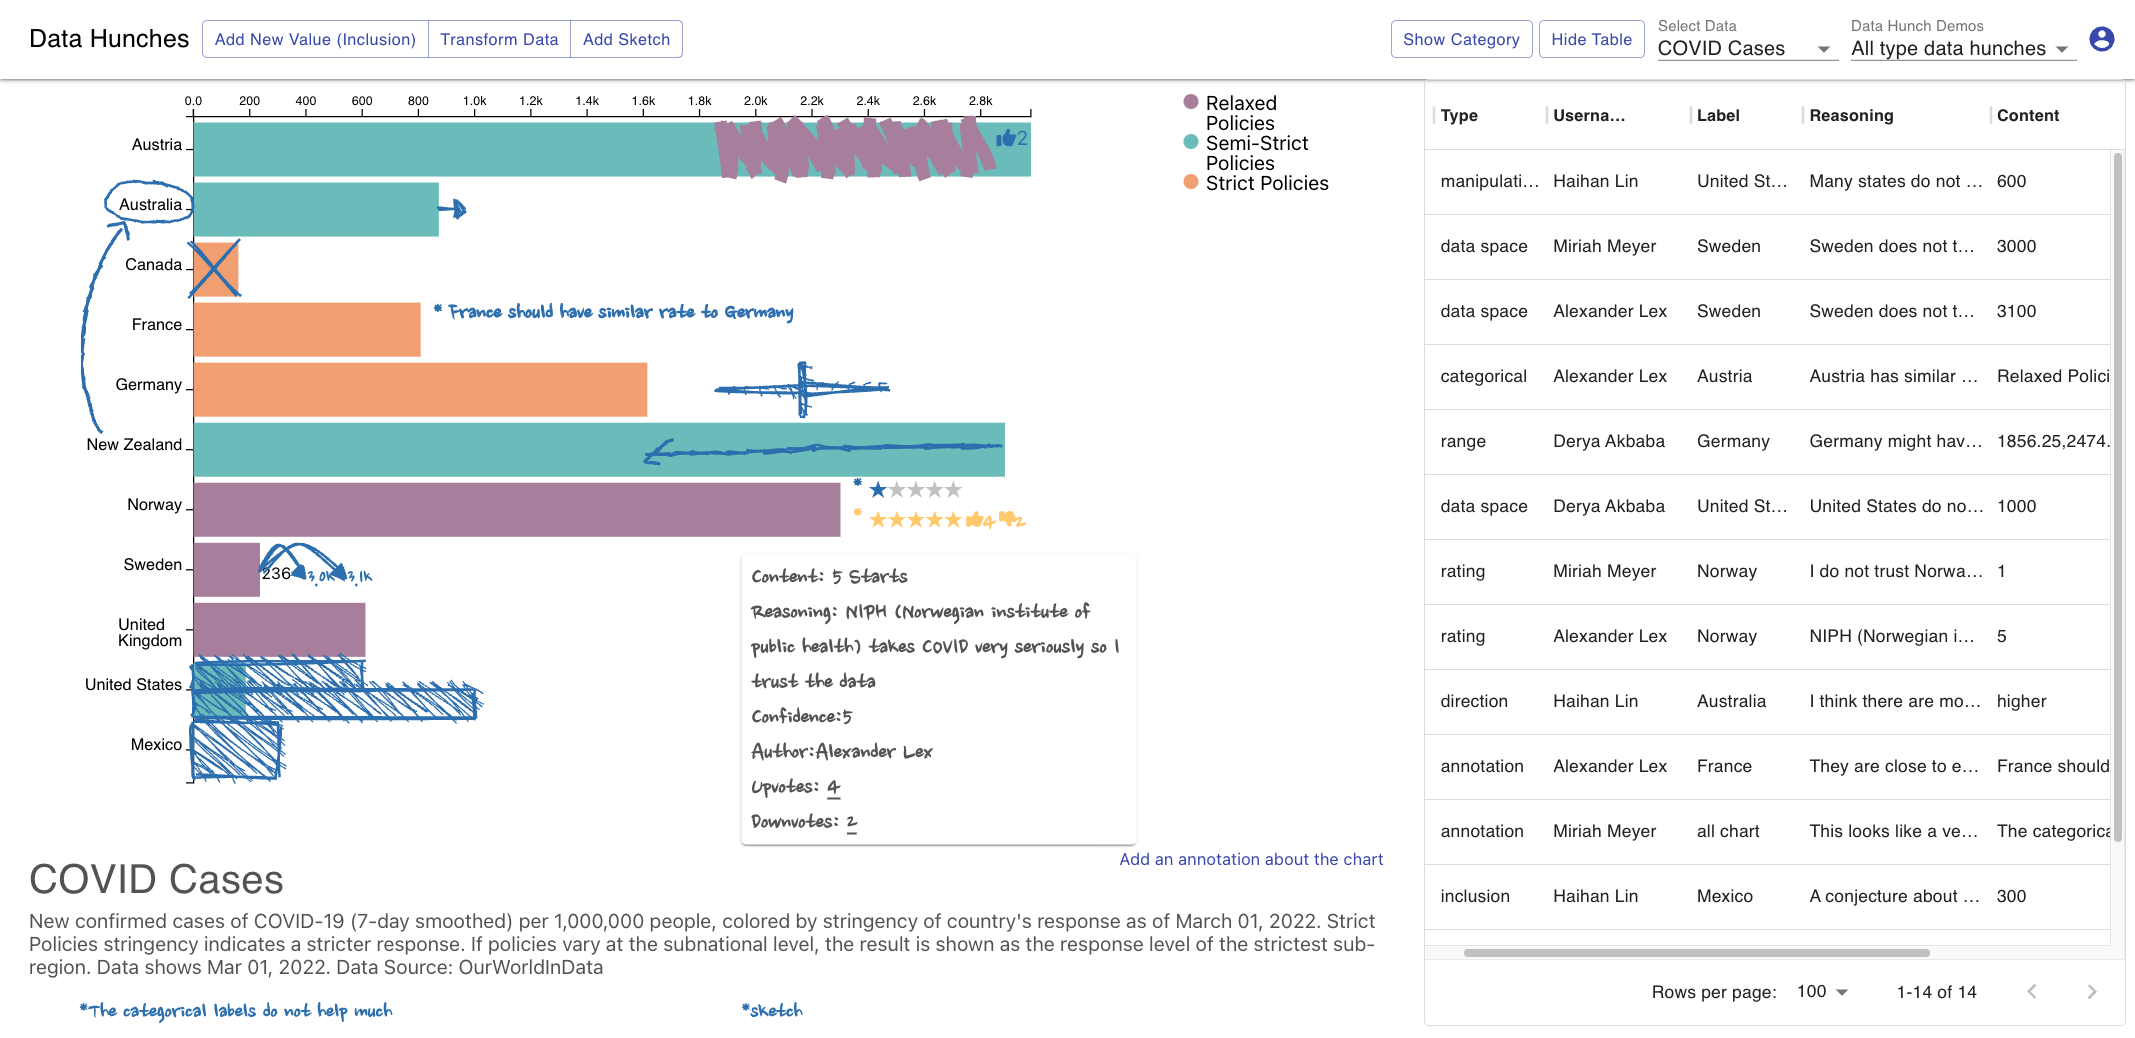 Data Hunches
Add New Value (Inclusion) Transform Data Add Sketch
Show Category Hide Table
Select Data
COVID Cases
Data Hunch Demos
All type data hunches
0.0 200 400 600 800 1.0k 1.2k 1.4k 1.6k 1.8k 2.0k 2.2k 2.4k 2.6k 2.8k
Austria
2
Australia
Canada
France
* France should have similar rate to Germany
Germany
New Zealand
Norway
*
* 4 2
Sweden
236 3.0k 3.1k
United
Kingdom
United States
Mexico
Relaxed
Policies
Semi-Strict
Policies
Strict Policies
Content: 5 Starts
Reasoning: NIPH (Norwegian institute of
public health) takes COVID very seriously so I
trust the data
Confidence:5
Author:Alexander Lex
Upvotes: 4
Downvotes: 2
Add an annotation about the chart
COVID Cases
New confirmed cases of COVID-19 (7-day smoothed) per 1,000,000 people, colored by stringency of country's response as of March 01, 2022. Strict
Policies stringency indicates a stricter response. If policies vary at the subnational level, the result is shown as the response level of the strictest sub-
region. Data shows Mar 01, 2022. Data Source: OurWorldInData
*The categorical labels do not help much
*sketch
Type Userna... Label Reasoning Content
manipulati... Haihan Lin United St... Many states do not ... 600
data space Miriah Meyer Sweden Sweden does not t... 3000
data space Alexander Lex Sweden Sweden does not t... 3100
categorical Alexander Lex Austria Austria has similar ... Relaxed Polici
range Derya Akbaba Germany Germany might hav... 1856.25,2474.
data space Derya Akbaba United St... United States do no... 1000
rating Miriah Meyer Norway I do not trust Norwa... 1
rating Alexander Lex Norway NIPH (Norwegian i... 5
direction Haihan Lin Australia I think there are mo... higher
annotation Alexander Lex France They are close to e... France should
annotation Miriah Meyer all chart This looks like a ve... The categorica
inclusion Haihan Lin Mexico A conjecture about ... 300
Rows per page: 100 1-14 of 14